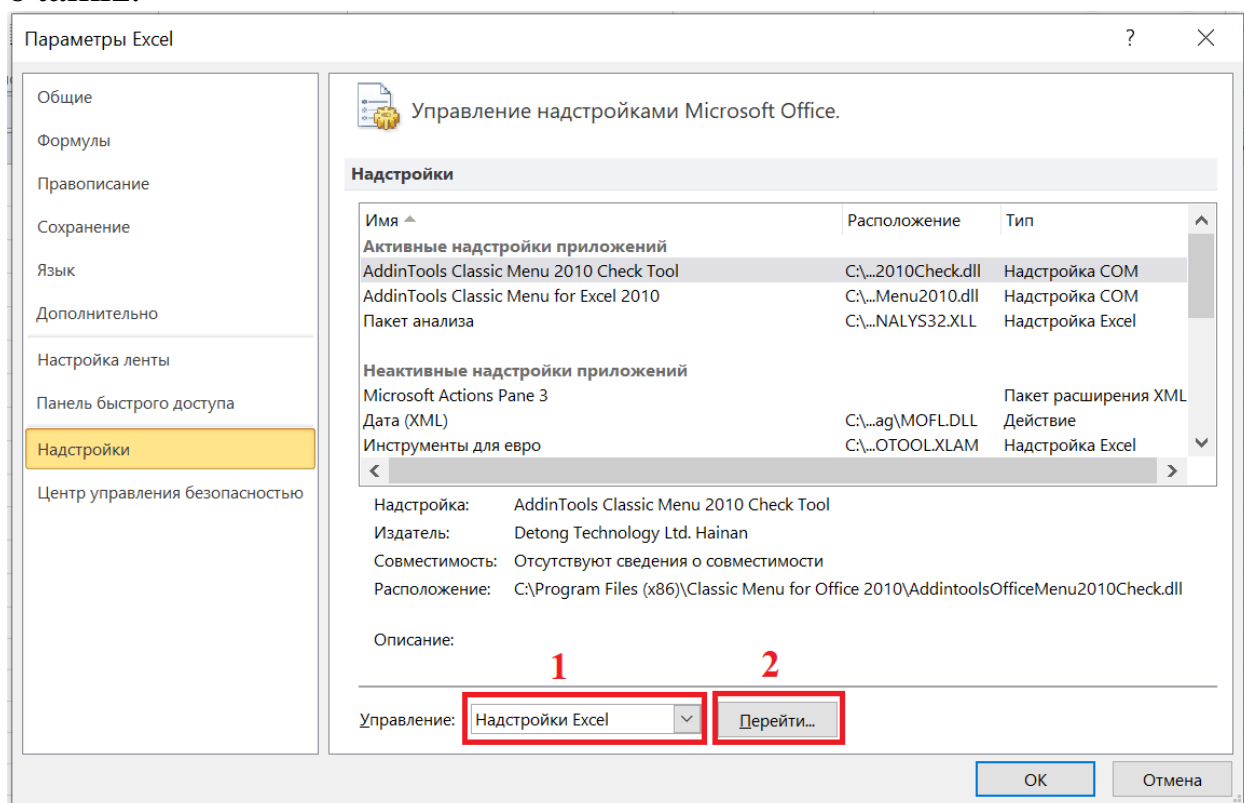 Параметры Excel ?
Общие
Формулы
Правописание
Сохранение
Язык
Дополнительно
Настройка ленты
Панель быстрого доступа
Надстройки
Центр управления безопасностью
Управление надстройками Microsoft Office.
Надстройки
Имя Расположение Тип
Активные надстройки приложений
AddinTools Classic Menu 2010 Check Tool C:\...2010Check.dll Надстройка COM
AddinTools Classic Menu for Excel 2010 C:\...Menu2010.dll Надстройка COM
Пакет анализа C:\...NALYS32.XLL Надстройка Excel
Неактивные надстройки приложений
Microsoft Actions Pane 3 Пакет расширения XML
Дата (XML) C:\...ag\MOFL.DLL Действие
Инструменты для евро C:\...OTOOL.XLAM Надстройка Excel
Надстройка: AddinTools Classic Menu 2010 Check Tool
Издатель: Detong Technology Ltd. Hainan
Совместимость: Отсутствуют сведения о совместимости
Расположение: C:\Program Files (x86)\Classic Menu for Office 2010\AddintoolsOfficeMenu2010Check.dll
Описание:
1 2
Управление: Надстройки Excel Перейти...
ОК Отмена